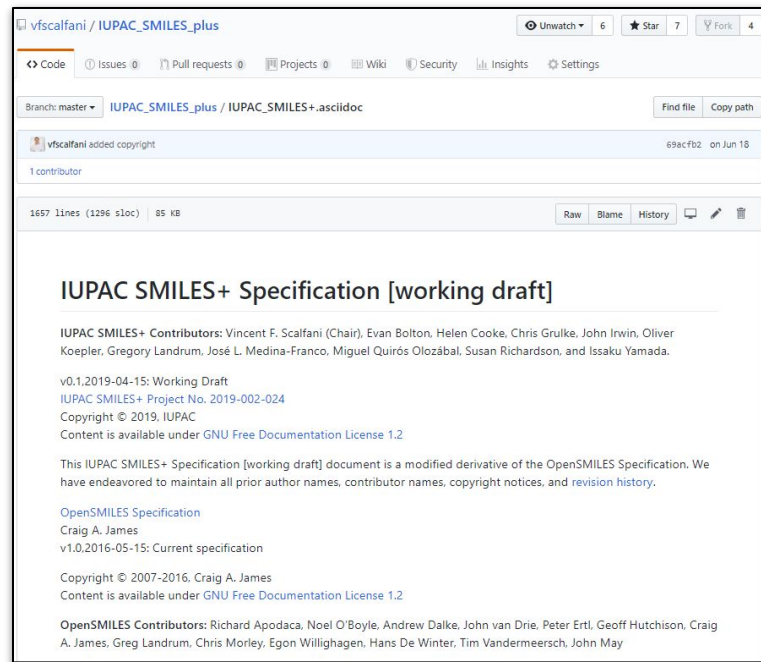 vfscalfani / IUPAC_SMILES_plus
Unwatch 6 Star 7 Fork 4
Code Issues 0 Pull requests 0 Projects 0 Wiki Security Insights Settings
Branch: master IUPAC_SMILES_plus / IUPAC_SMILES+.asciidoc Find file Copy path
vfscalfani added copyright 69acfb2 on Jun 18
1 contributor
1657 lines (1296 sloc) 85 KB Raw Blame History
IUPAC SMILES+ Specification [working draft]
IUPAC SMILES+ Contributors: Vincent F. Scalfani (Chair), Evan Bolton, Helen Cooke, Chris Grulke, John Irwin, Oliver
Koepler, Gregory Landrum, José L. Medina-Franco, Miguel Quirós Olozábal, Susan Richardson, and Issaku Yamada.
v0.1,2019-04-15: Working Draft
IUPAC SMILES+ Project No. 2019-002-024
Copyright © 2019, IUPAC
Content is available under GNU Free Documentation License 1.2
This IUPAC SMILES+ Specification [working draft] document is a modified derivative of the OpenSMILES Specification. We
have endeavored to maintain all prior author names, contributor names, copyright notices, and revision history.
OpenSMILES Specification
Craig A. James
v1.0,2016-05-15: Current specification
Copyright © 2007-2016, Craig A. James
Content is available under GNU Free Documentation License 1.2
OpenSMILES Contributors: Richard Apodaca, Noel O'Boyle, Andrew Dalke, John van Drie, Peter Ertl, Geoff Hutchison, Craig
A. James, Greg Landrum, Chris Morley, Egon Willighagen, Hans De Winter, Tim Vandermeersch, John May